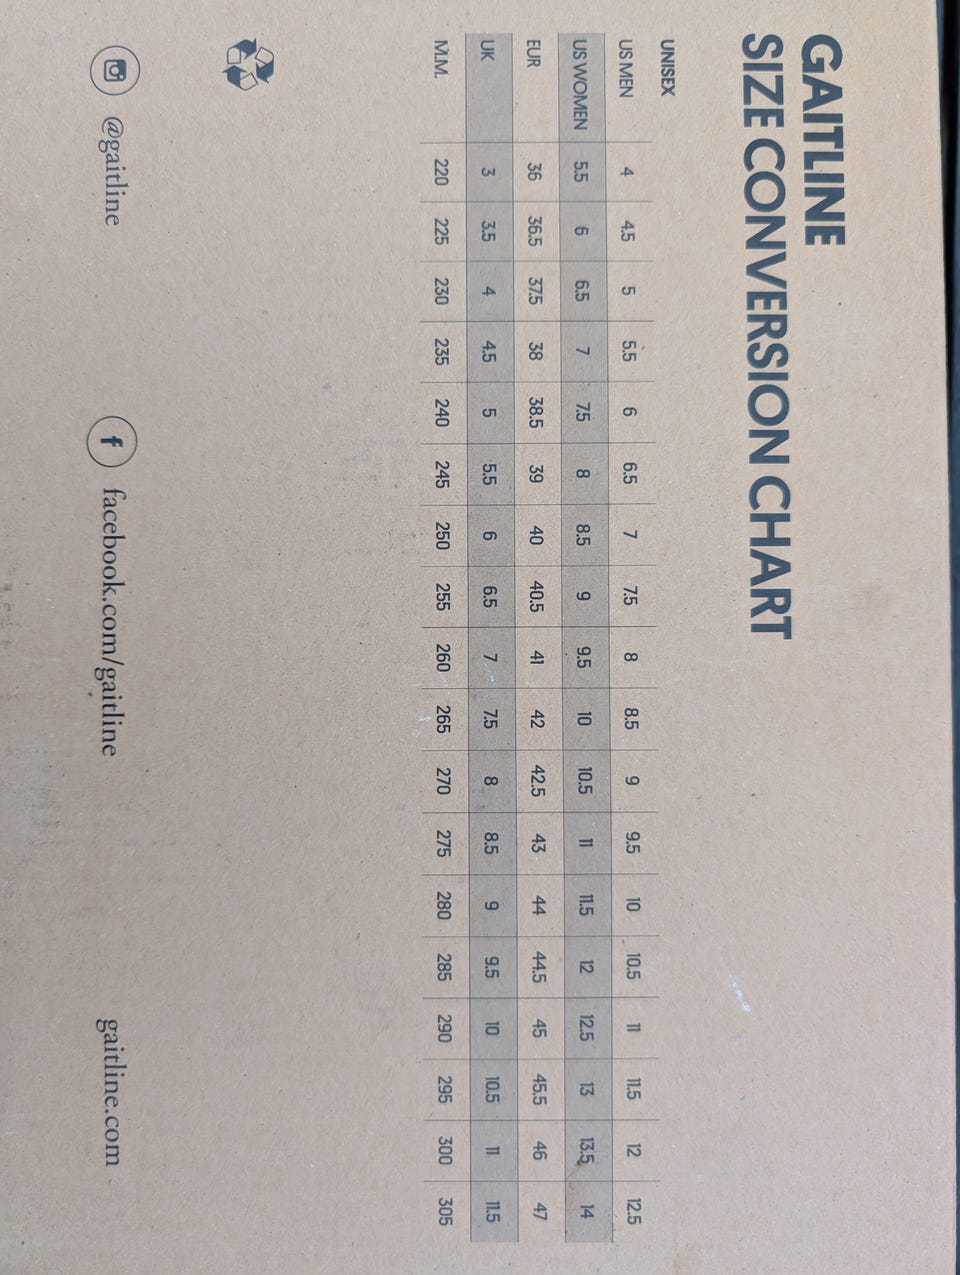 GAITLINE
SIZE CONVERSION CHART
UNISEX
US MEN 4 4.5 5 5.5 6 6.5 7 7.5 8 8.5 9 9.5 10 10.5 11 11.5 12 12.5
US WOMEN 5.5 6 6.5 7 7.5 8 8.5 9 9.5 10 10.5 11 11.5 12 12.5 13 13.5 14
EUR 36 36.5 37.5 38 38.5 39 40 40.5 41 42 42.5 43 44 44.5 45 45.5 46 47
UK 3 3.5 4 4.5 5 5.5 6 6.5 7 7.5 8 8.5 9 9.5 10 10.5 11 11.5
M.M. 220 225 230 235 240 245 250 255 260 265 270 275 280 285 290 295 300 305
@gaitline facebook.com/gaitline gaitline.com